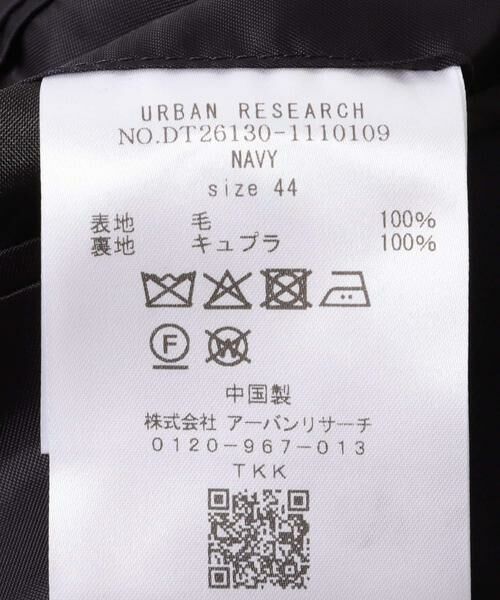 URBAN RESEARCH
NO.DT26130-1110109
NAVY
size 44
表地 毛 100%
裏地 キュプラ 100%
F W
中国製
株式会社 アーバンリサーチ
0120-967-013
TKK